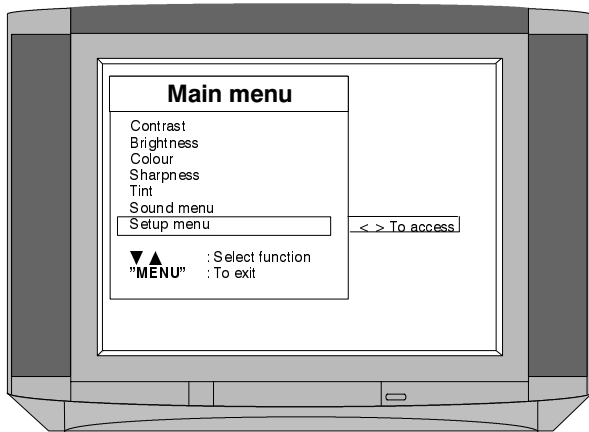 Main menu
Contrast
Brightness
Colour
Sharpness
Tint
Sound menu
Setup menu
< > To access
▼ ▲ : Select function
”MENU” : To exit